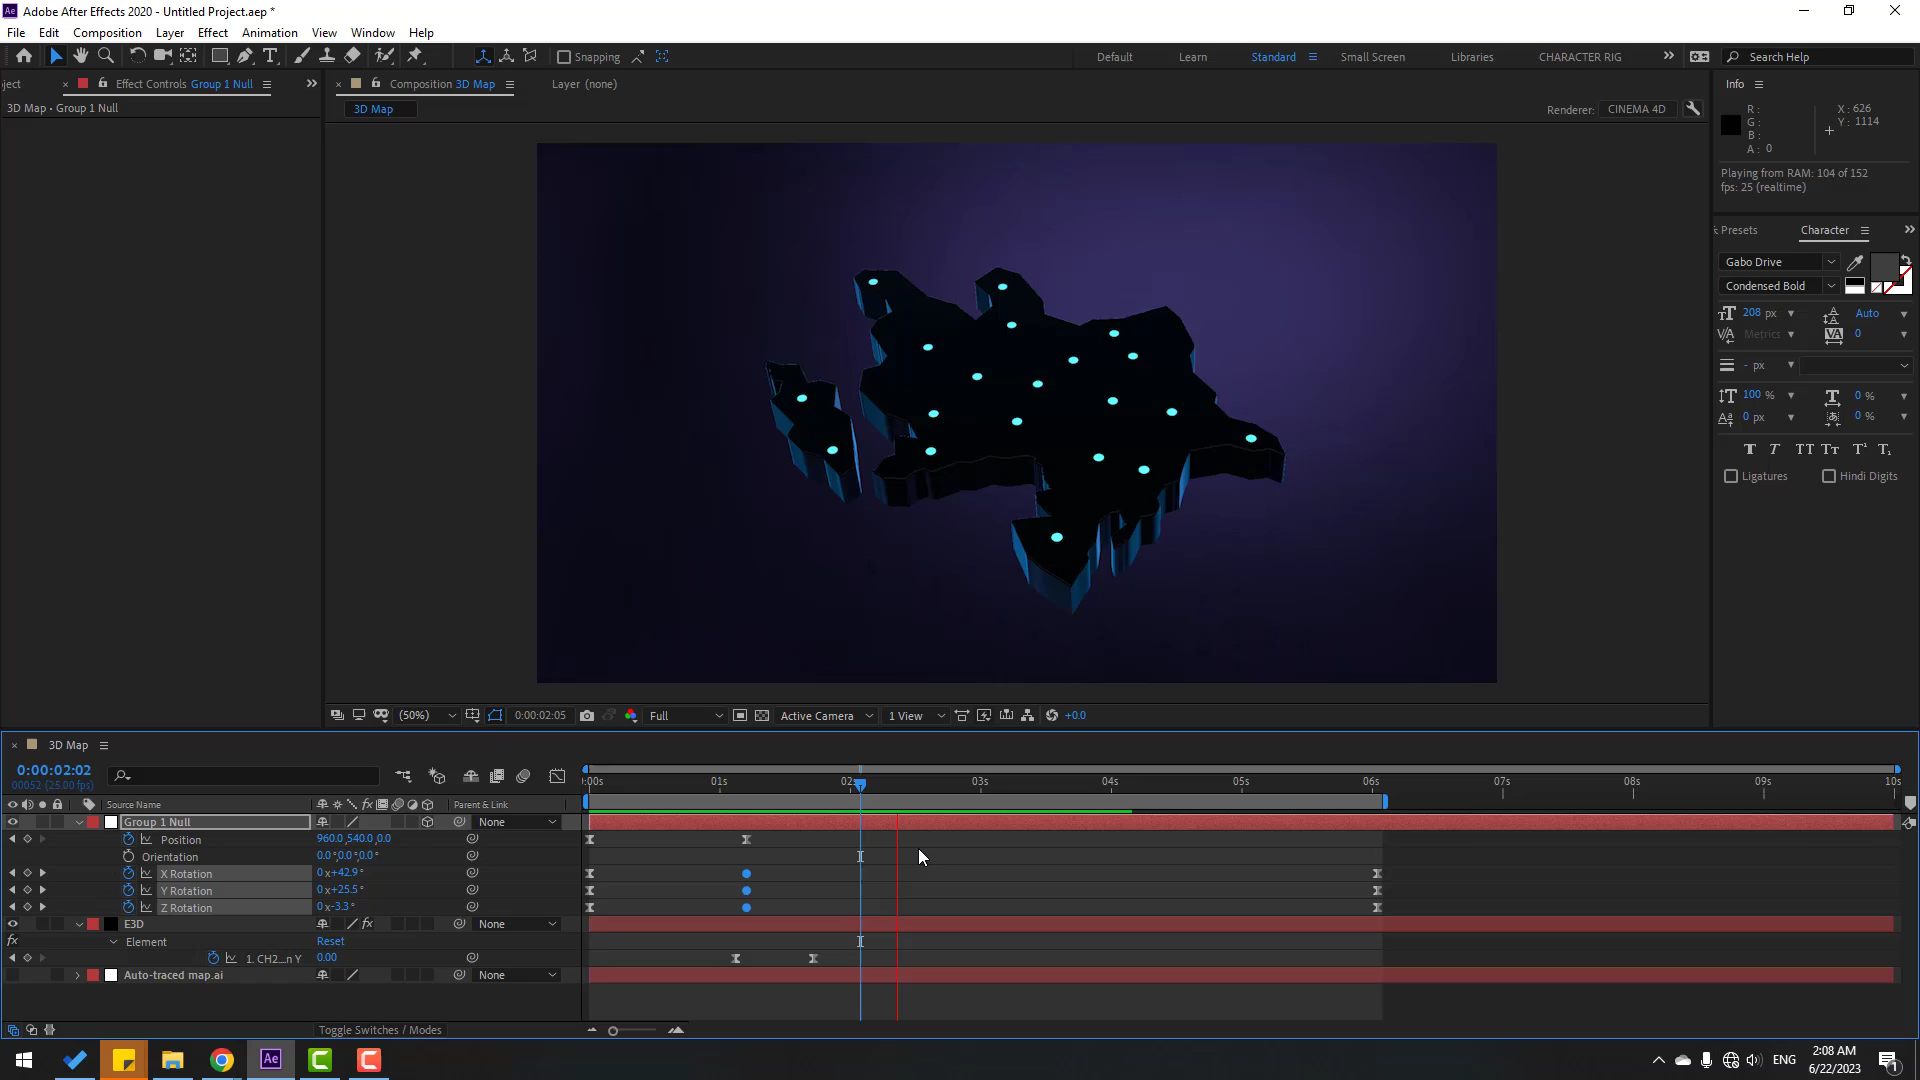 Adobe After Effects 2020 - Untitled Project.aep *
File Edit Composition Layer Effect Animation View Window Help
Snapping
Default Learn Standard Small Screen Libraries CHARACTER RIG
Search Help
ject
Effect Controls Group 1 Null
Composition 3D Map
Layer (none)
3D Map • Group 1 Null
3D Map
Renderer: CINEMA 4D
Info
R :
G :
B :
A : 0
X : 626
Y : 1114
Playing from RAM: 104 of 152
fps: 25 (realtime)
Presets
Character
Gabo Drive
Condensed Bold
208 px
Auto
Metrics
0
- px
100 %
0 %
0 px
0 %
Ligatures
Hindi Digits
(50%)
0:00:02:05
Full
Active Camera
1 View
+0.0
3D Map
0:00:02:02
00052 (25.00 fps)
:00s 01s 02s 03s 04s 05s 06s 07s 08s 09s 10s
Source Name
Parent & Link
Group 1 Null
None
Position 960.0,540.0,0.0
Orientation 0.0°,0.0°,0.0°
X Rotation 0x+42.9°
Y Rotation 0x+25.5°
Z Rotation 0x-3.3°
E3D
None
Element Reset
1. CH2...n Y 0.00
Auto-traced map.ai
None
Toggle Switches / Modes
ENG
2:08 AM
6/22/2023
1